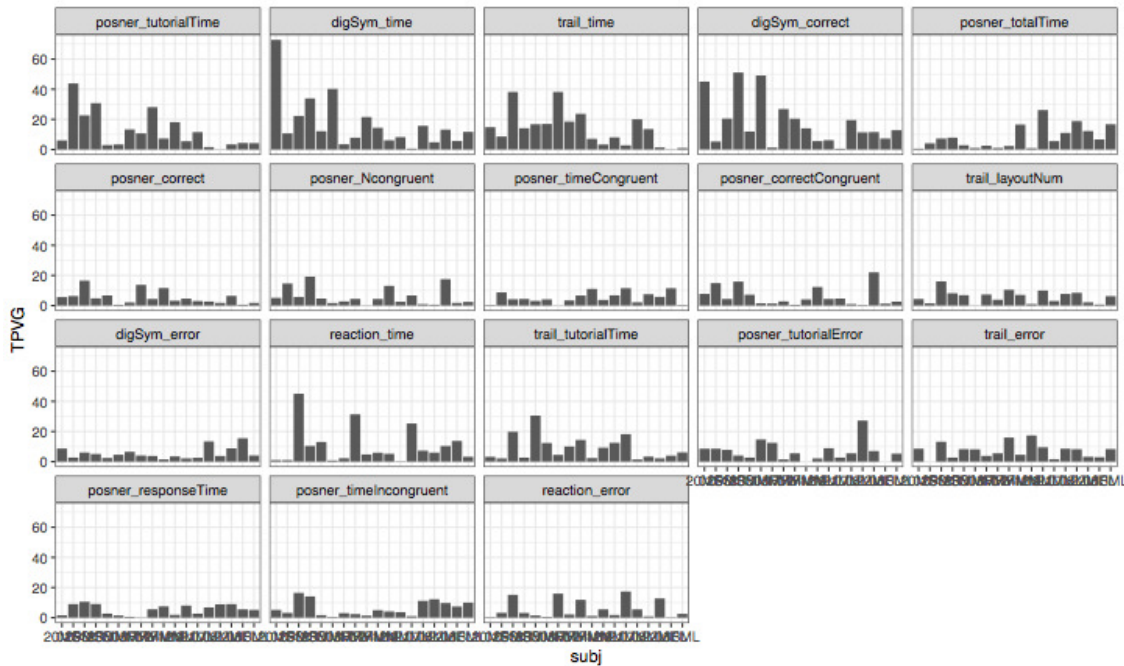 posner_tutorialTime digSym_time trail_time digSym_correct posner_totalTime
60
40
20
0
posner_correct posner_Ncongruent posner_timeCongruent posner_correctCongruent trail_layoutNum
60
40
20
0
TPVG
digSym_error reaction_time trail_tutorialTime posner_tutorialError trail_error
60
40
20
0
posner_responseTime posner_timeIncongruent reaction_error
60
40
20
0
subj